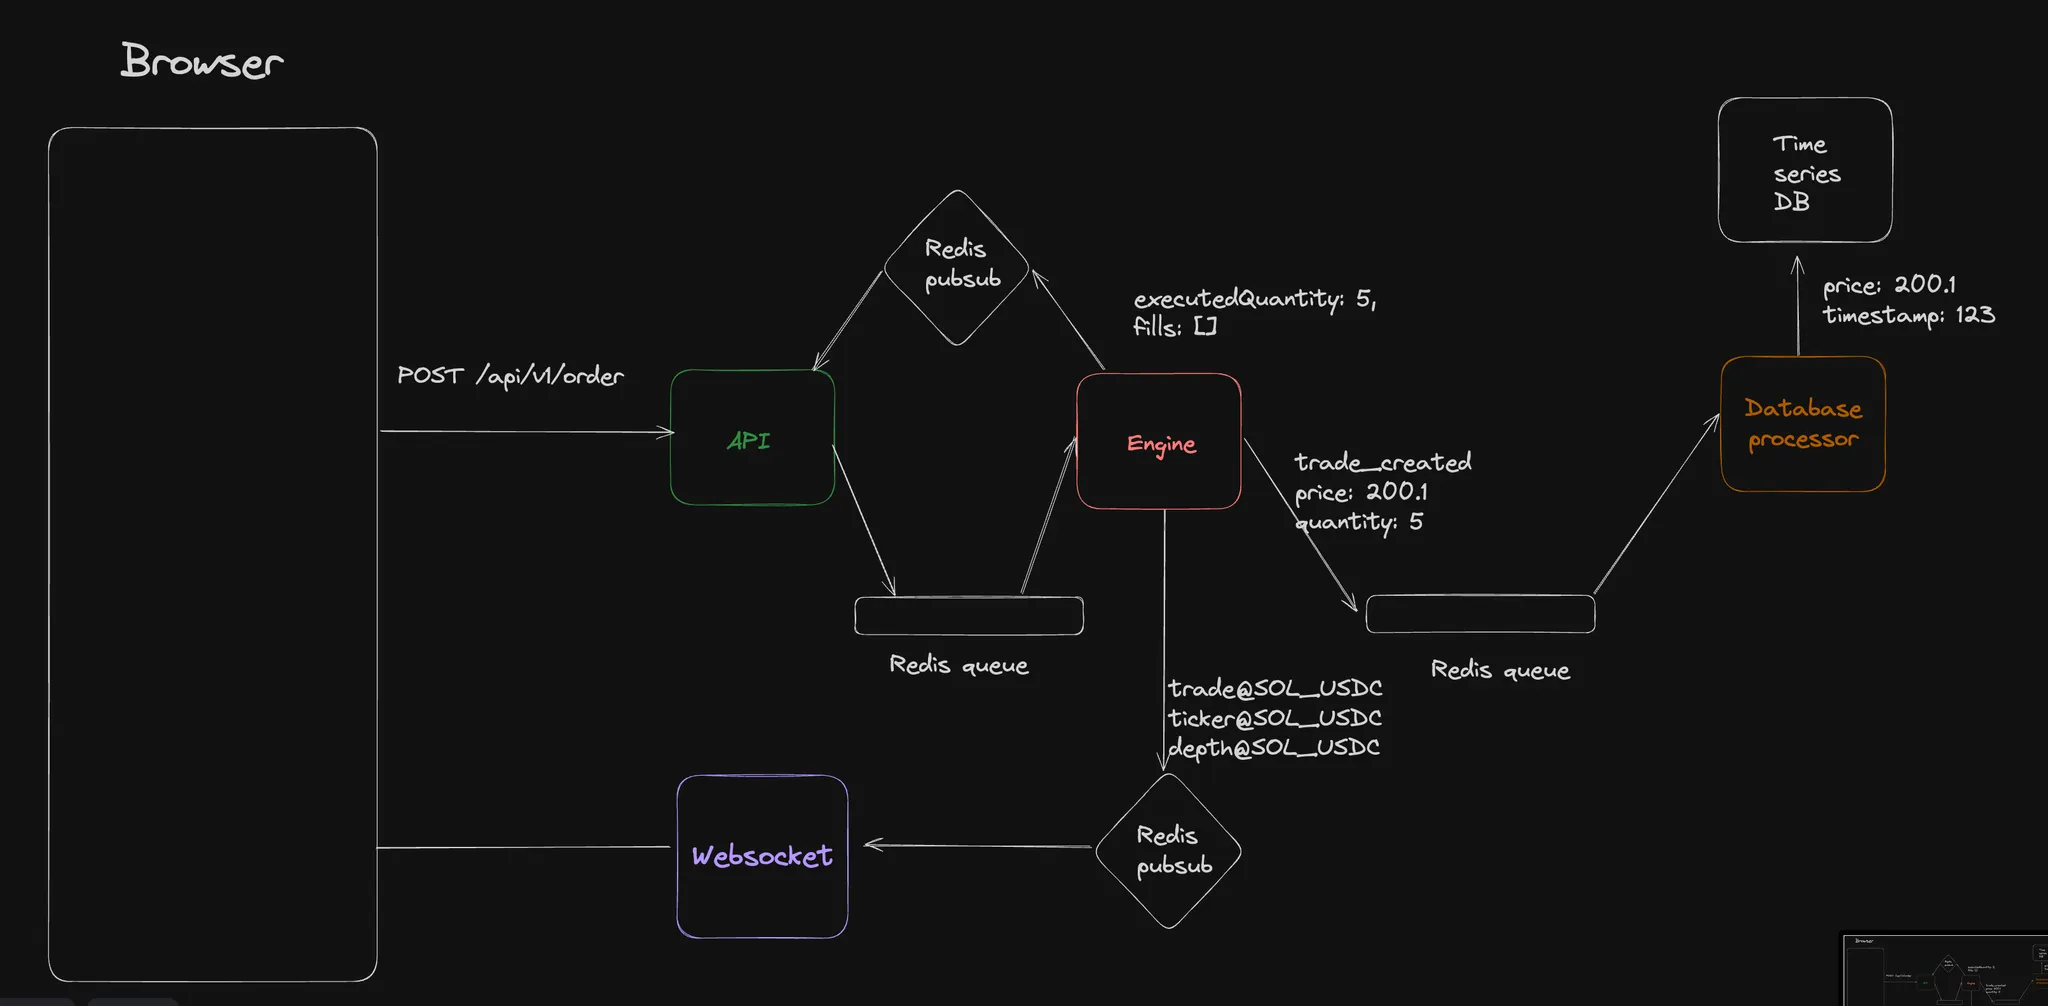 Browser
Time
series
DB
Redis
pubsub
executedQuantity: 5,
fills: []
price: 200.1
timestamp: 123
POST /api/v1/order
API
Engine
Database
processor
trade_created
price: 200.1
quantity: 5
Redis queue
Redis queue
trade@SOL_USDC
ticker@SOL_USDC
depth@SOL_USDC
Websocket
Redis
pubsub